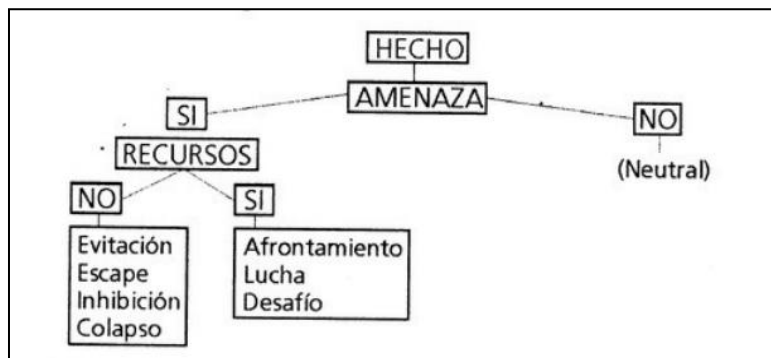 HECHO
AMENAZA
SI
NO
RECURSOS
(Neutral)
NO
SI
Evitación
Escape
Inhibición
Colapso
Afrontamiento
Lucha
Desafío